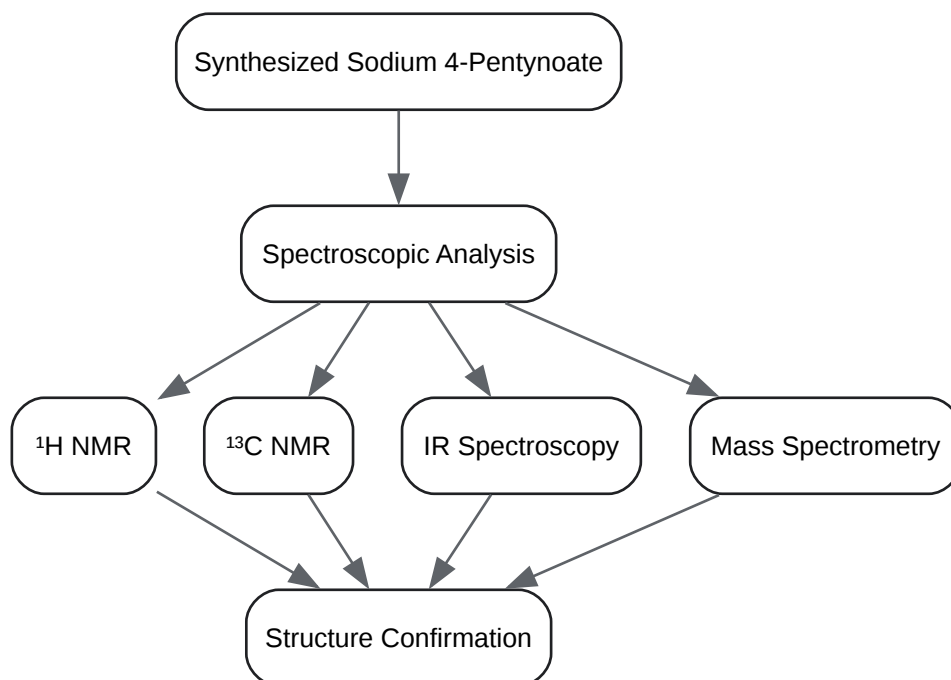 Synthesized Sodium 4-Pentynoate
Spectroscopic Analysis
¹H NMR
¹³C NMR
IR Spectroscopy
Mass Spectrometry
Structure Confirmation